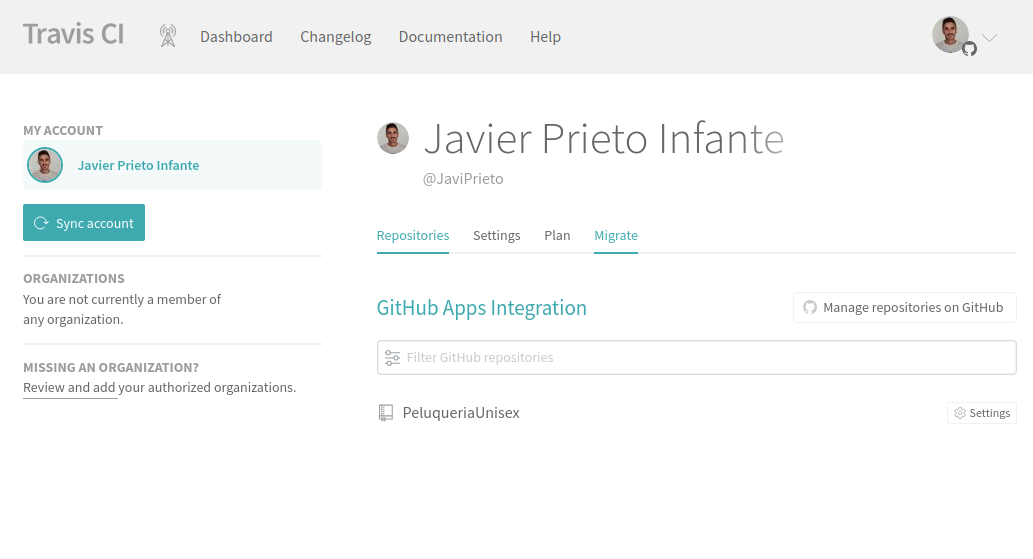 Travis CI
Dashboard Changelog Documentation Help
MY ACCOUNT
Javier Prieto Infante
Sync account
ORGANIZATIONS
You are not currently a member of
any organization.
MISSING AN ORGANIZATION?
Review and add your authorized organizations.
Javier Prieto Infante
@JaviPrieto
Repositories Settings Plan Migrate
GitHub Apps Integration
Manage repositories on GitHub
Filter GitHub repositories
PeluqueriaUnisex
Settings